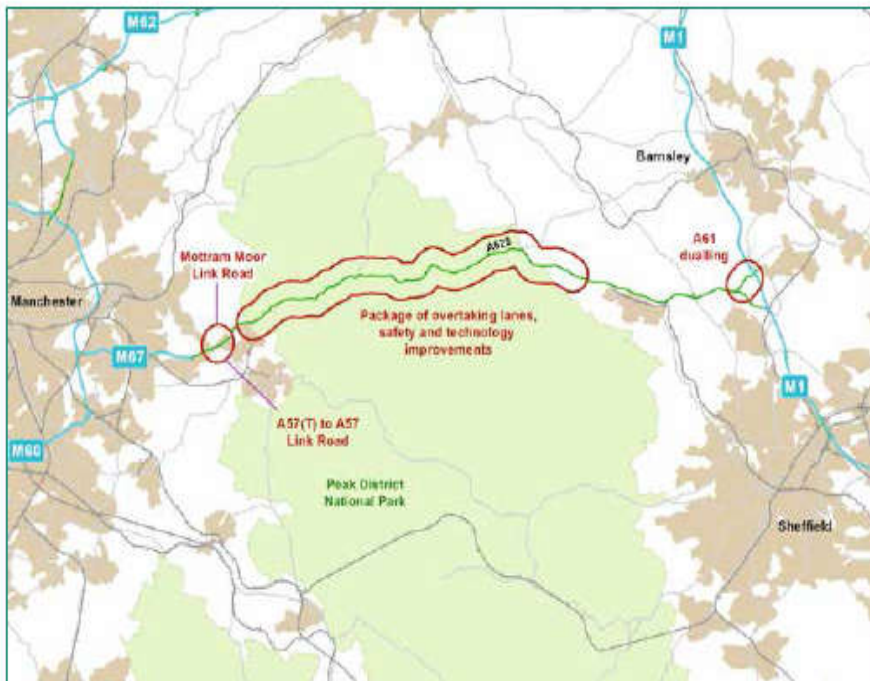 M62
M1
Barnsley
A628
A61
dualling
Mottram Moor
Link Road
Manchester
Package of overtaking lanes,
safety and technology
improvements
M67
M1
A57(T) to A57
Link Road
M60
Peak District
National Park
Sheffield